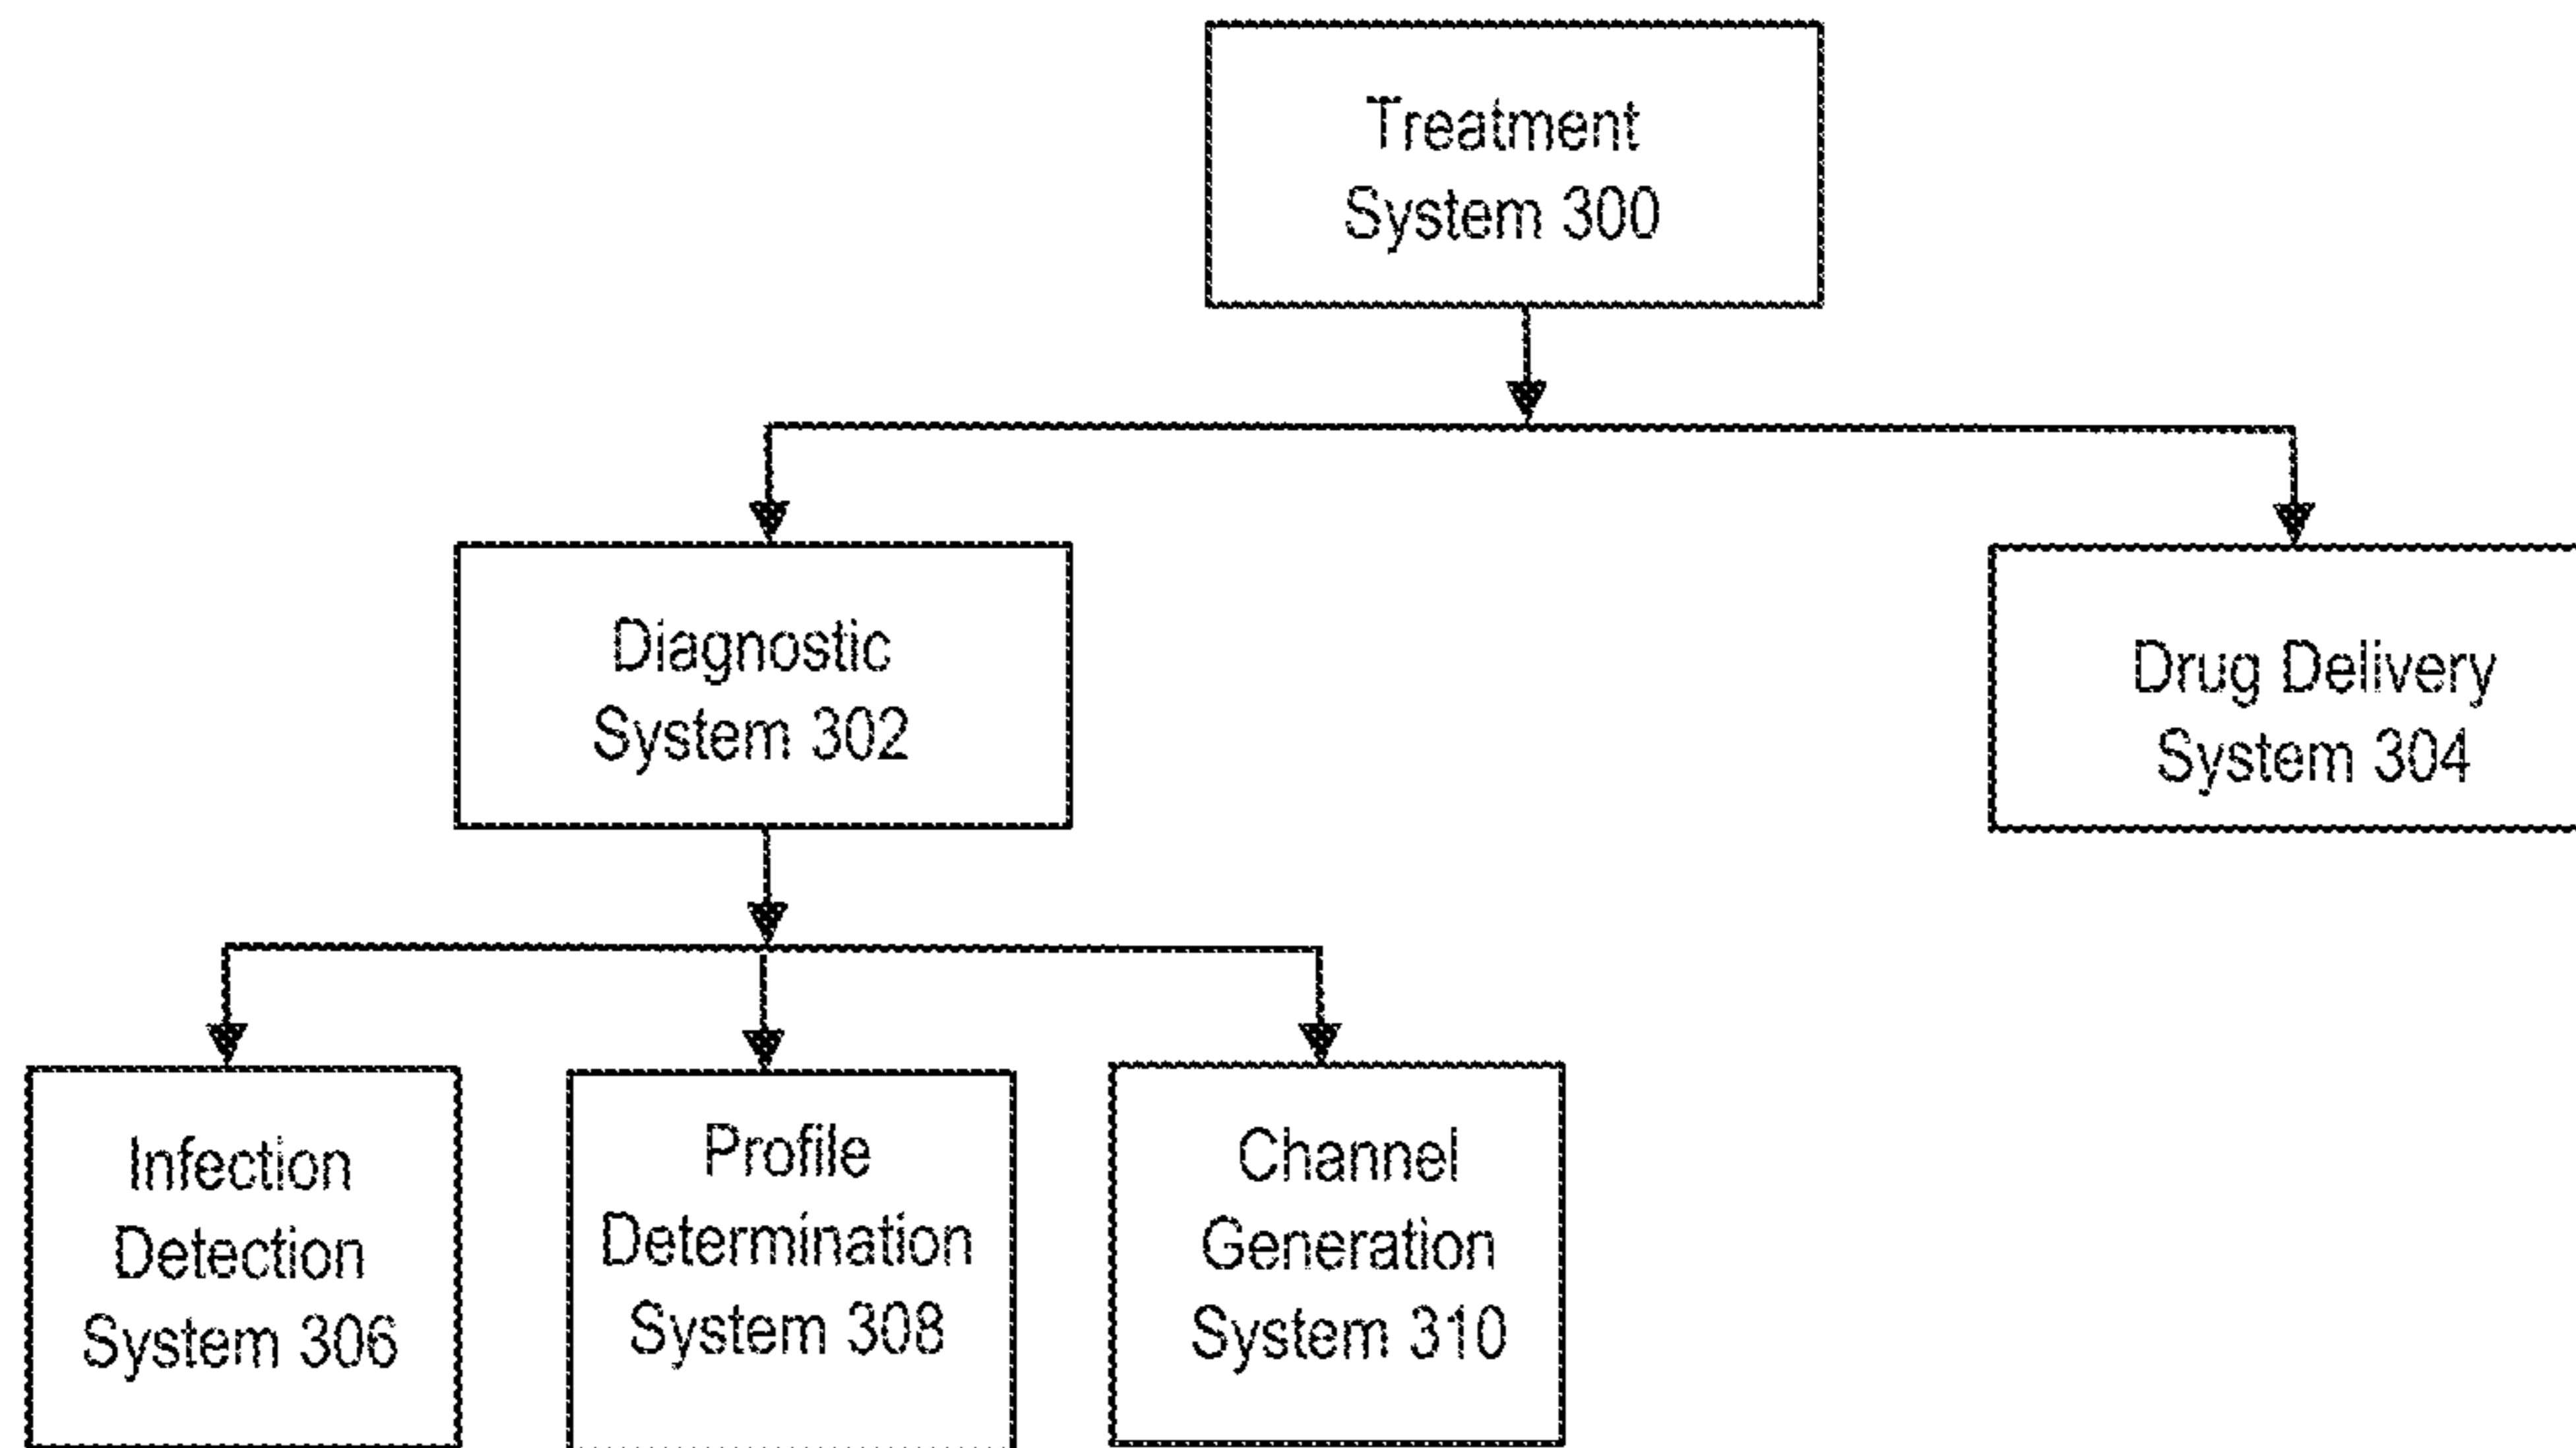 Treatment
System 300
Diagnostic
System 302
Drug Delivery
System 304
Infection
Detection
System 306
Profile
Determination
System 308
Channel
Generation
System 310